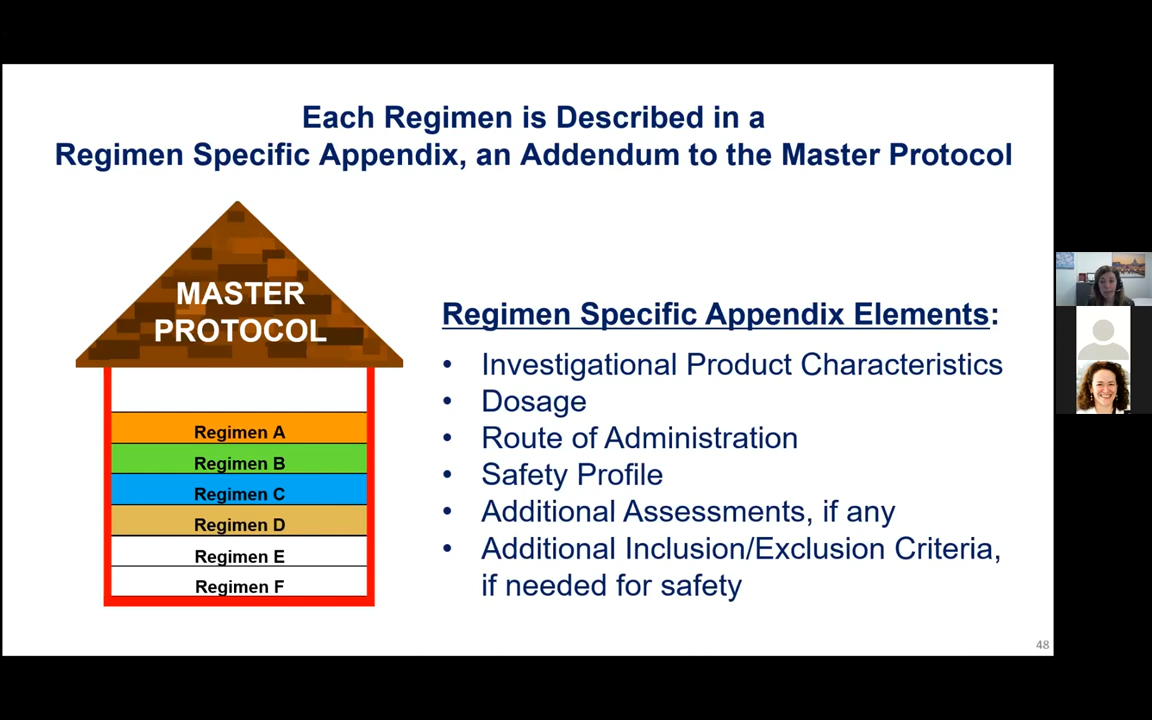 Each Regimen is Described in a
Regimen Specific Appendix, an Addendum to the Master Protocol
MASTER
PROTOCOL
Regimen A
Regimen B
Regimen C
Regimen D
Regimen E
Regimen F
Regimen Specific Appendix Elements:
• Investigational Product Characteristics
• Dosage
• Route of Administration
• Safety Profile
• Additional Assessments, if any
• Additional Inclusion/Exclusion Criteria,
if needed for safety
48